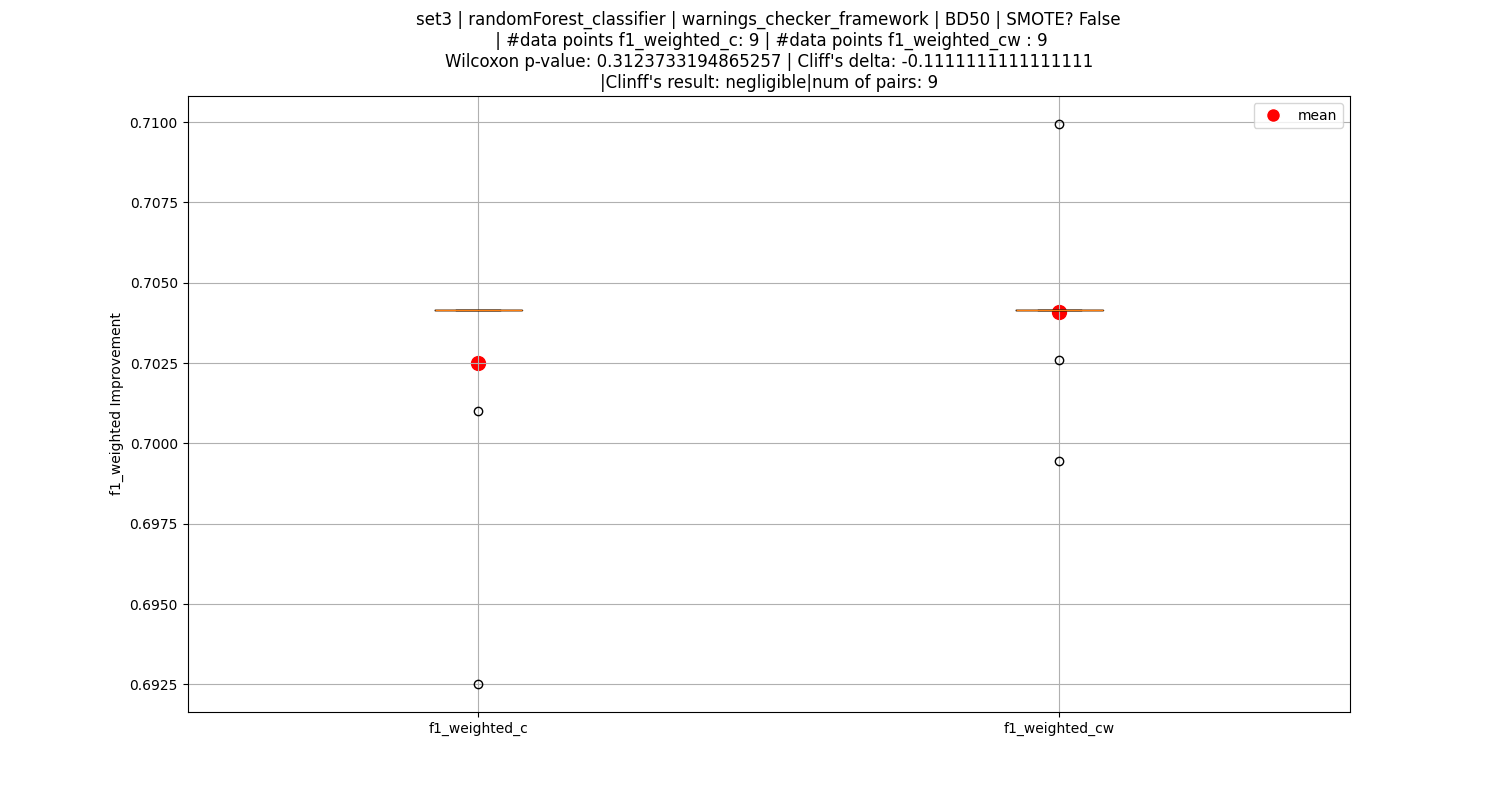 set3 | randomForest_classifier | warnings_checker_framework | BD50 | SMOTE? False
| #data points f1_weighted_c: 9 | #data points f1_weighted_cw : 9
Wilcoxon p-value: 0.3123733194865257 | Cliff's delta: -0.1111111111111111
|Clinff's result: negligible|num of pairs: 9
mean
f1_weighted Improvement
0.7100
0.7075
0.7050
0.7025
0.7000
0.6975
0.6950
0.6925
f1_weighted_c
f1_weighted_cw